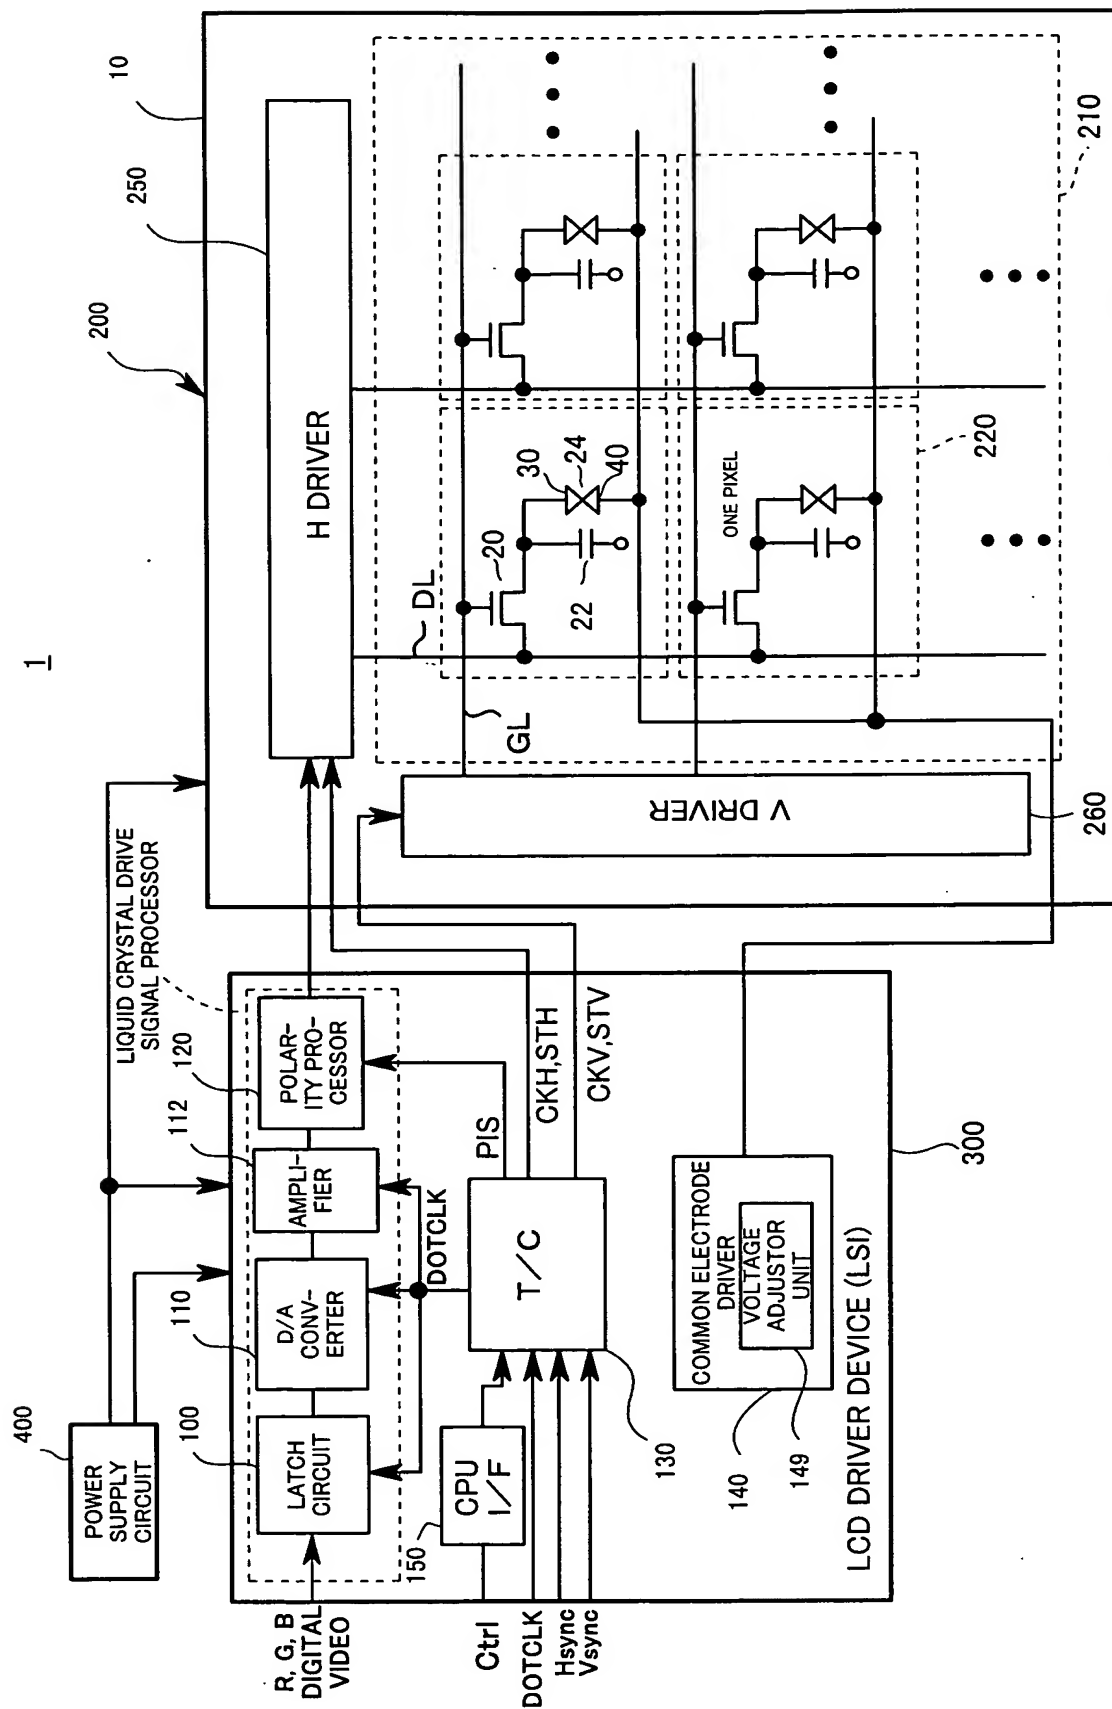 1
400
POWER
SUPPLY
CIRCUIT
LIQUID CRYSTAL DRIVE
SIGNAL PROCESSOR
100
110
112
120
LATCH
CIRCUIT
D/A
CONV-
ERTER
AMPLI-
FIER
POLAR-
ITY PRO-
CESSOR
R, G, B
DIGITAL
VIDEO
150
CPU
I/F
DOTCLK
T/C
130
PIS
CKH,STH
CKV,STV
Ctrl
DOTCLK
Hsync
Vsync
COMMON ELECTRODE
DRIVER
VOLTAGE
ADJUSTOR
UNIT
140
149
LCD DRIVER DEVICE (LSI)
300
200
250
10
H DRIVER
V DRIVER
260
GL
DL
20
22
30
24
40
ONE PIXEL
220
210